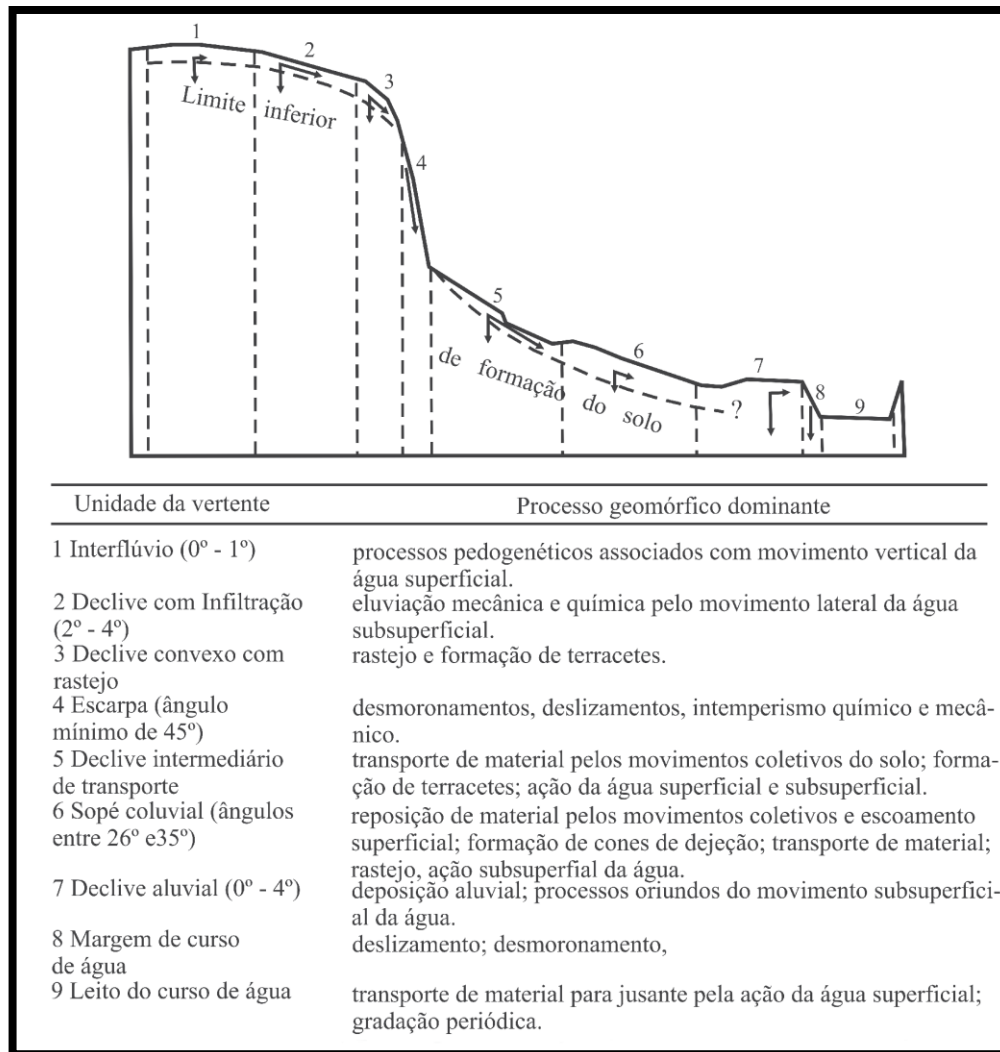 1
2
3
Limite inferior
4
5
6
7
8
9
de formação do solo ?
Unidade da vertente Processo geomórfico dominante
1 Interflúvio (0º - 1º) processos pedogenéticos associados com movimento vertical da
água superficial.
2 Declive com Infiltração eluviação mecânica e química pelo movimento lateral da água
(2º - 4º) subsuperficial.
3 Declive convexo com rastejo e formação de terracetes.
rastejo
4 Escarpa (ângulo desmoronamentos, deslizamentos, intemperismo químico e mecâ-
mínimo de 45º) nico.
5 Declive intermediário transporte de material pelos movimentos coletivos do solo; forma-
de transporte ção de terracetes; ação da água superficial e subsuperficial.
6 Sopé coluvial (ângulos reposição de material pelos movimentos coletivos e escoamento
entre 26º e35º) superficial; formação de cones de dejeção; transporte de material;
rastejo, ação subsuperfial da água.
7 Declive aluvial (0º - 4º) deposição aluvial; processos oriundos do movimento subsuperfici-
al da água.
8 Margem de curso deslizamento; desmoronamento,
de água
9 Leito do curso de água transporte de material para jusante pela ação da água superficial;
gradação periódica.